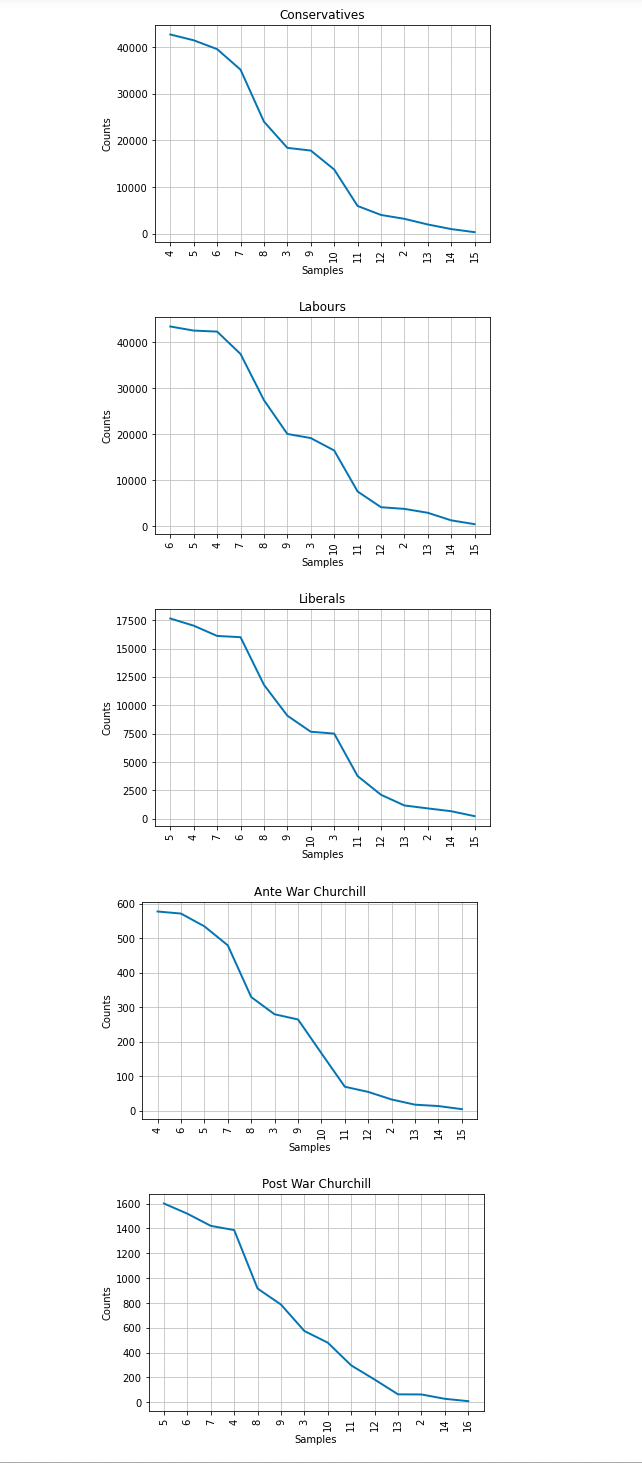 Conservatives
40000
30000
20000
10000
0
Counts
4 5 6 7 8 3 9 10 11 12 2 13 14 15
Samples
Labours
40000
30000
20000
10000
0
Counts
6 5 4 7 8 9 3 10 11 12 2 13 14 15
Samples
Liberals
17500
15000
12500
10000
7500
5000
2500
0
Counts
5 4 7 6 8 9 10 3 11 12 13 2 14 15
Samples
Ante War Churchill
600
500
400
300
200
100
0
Counts
4 6 5 7 8 3 9 10 11 12 2 13 14 15
Samples
Post War Churchill
1600
1400
1200
1000
800
600
400
200
0
Counts
5 6 7 4 8 9 3 10 11 12 13 2 14 16
Samples